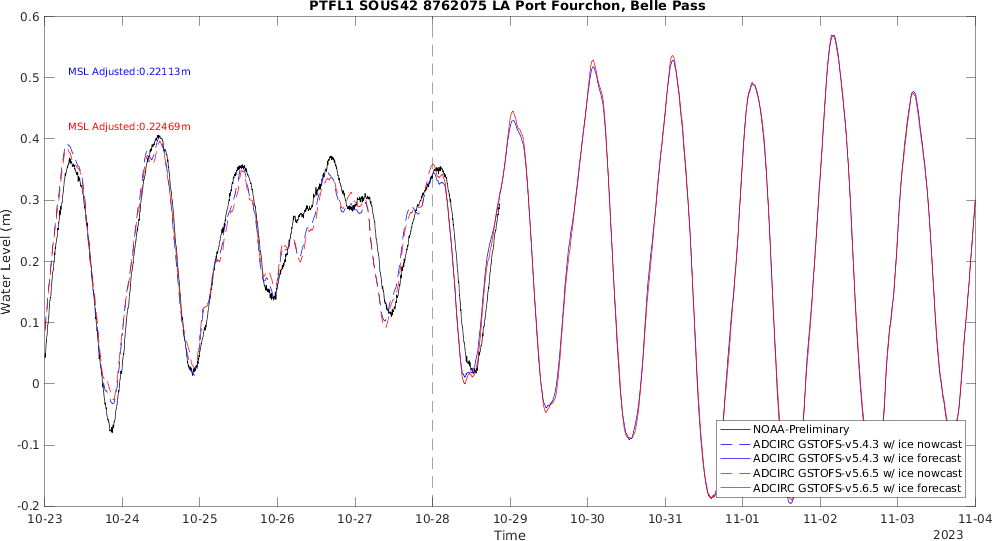 PTFL1 SOUS42 8762075 LA Port Fourchon, Belle Pass
0.6
0.5
0.4
0.3
0.2
0.1
0
-0.1
-0.2
Water Level (m)
MSL Adjusted:0.22113m
MSL Adjusted:0.22469m
NOAA-Preliminary
ADCIRC GSTOFS-v5.4.3 w/ ice nowcast
ADCIRC GSTOFS-v5.4.3 w/ ice forecast
ADCIRC GSTOFS-v5.6.5 w/ ice nowcast
ADCIRC GSTOFS-v5.6.5 w/ ice forecast
10-23 10-24 10-25 10-26 10-27 10-28 10-29 10-30 10-31 11-01 11-02 11-03 11-04
Time
2023